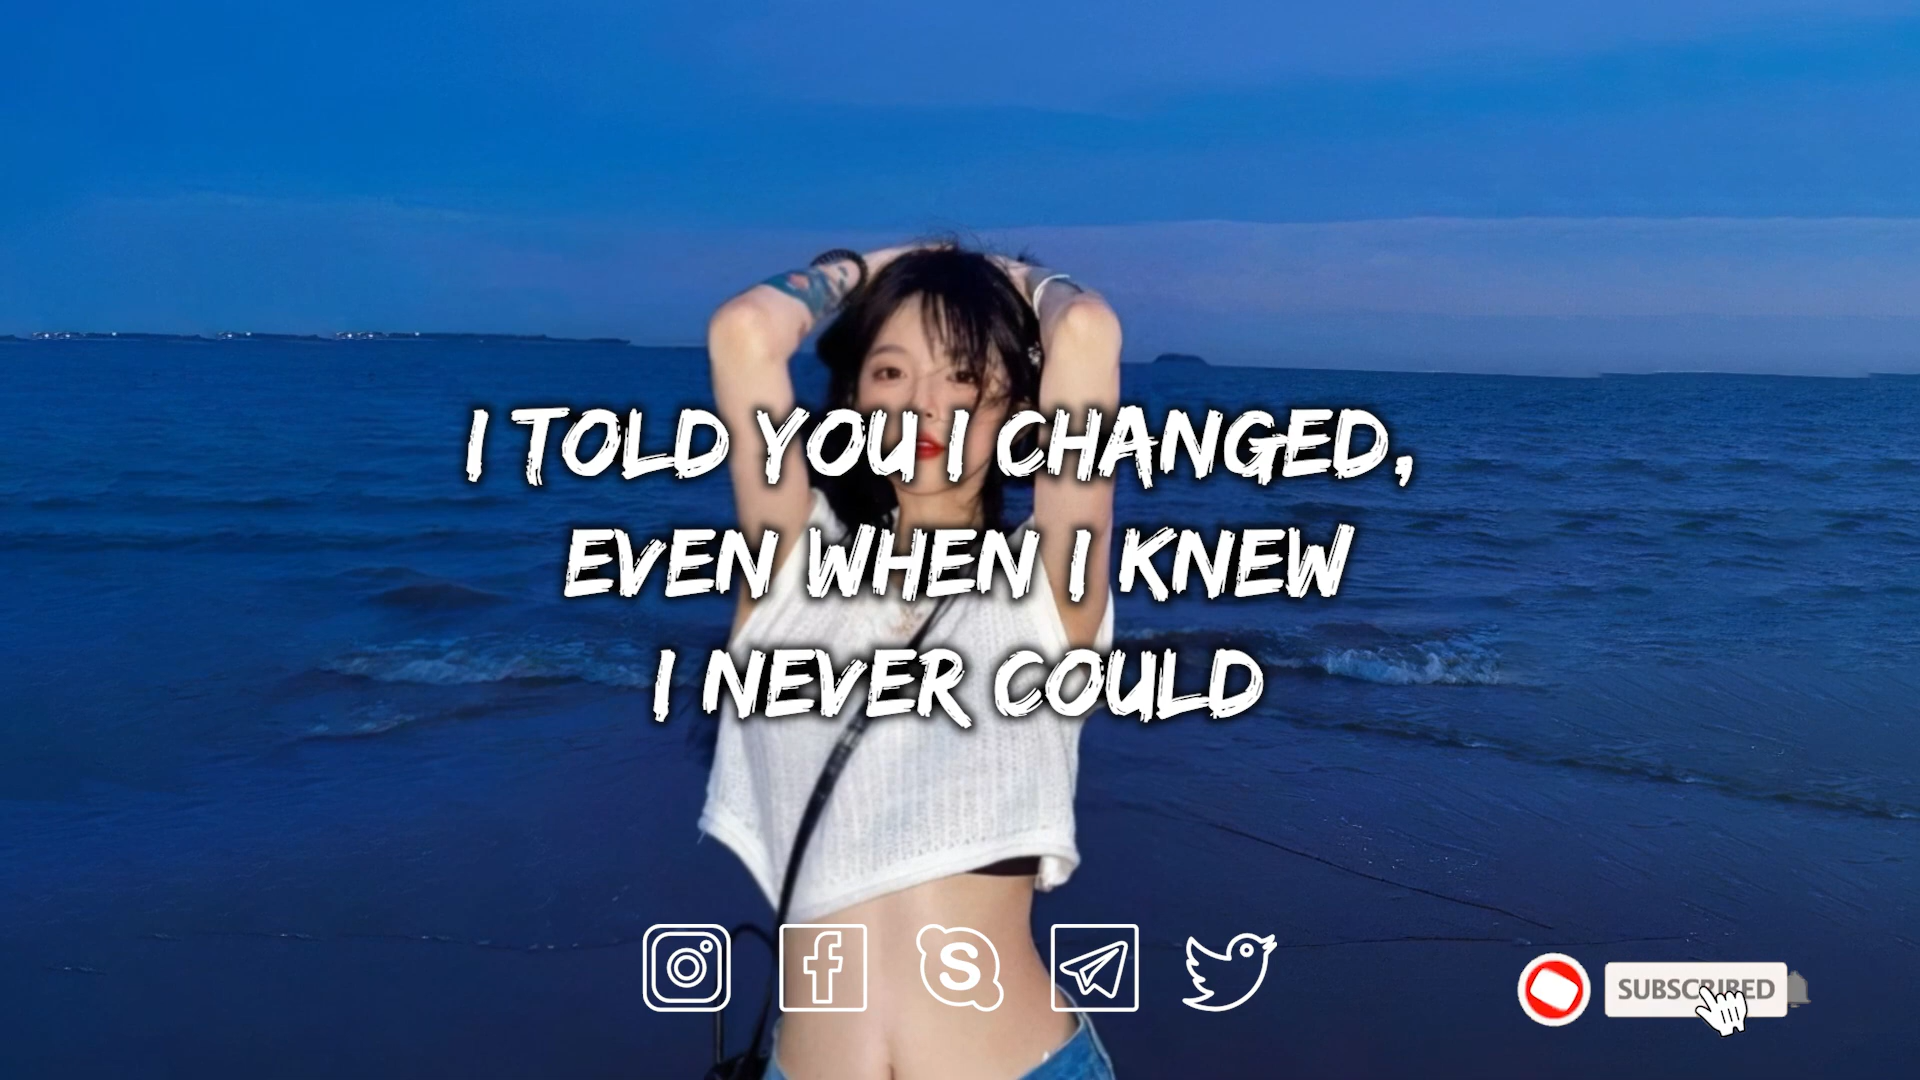 I TOLD YOU I CHANGED,
EVEN WHEN I KNEW
I NEVER COULD
SUBSCRIBED